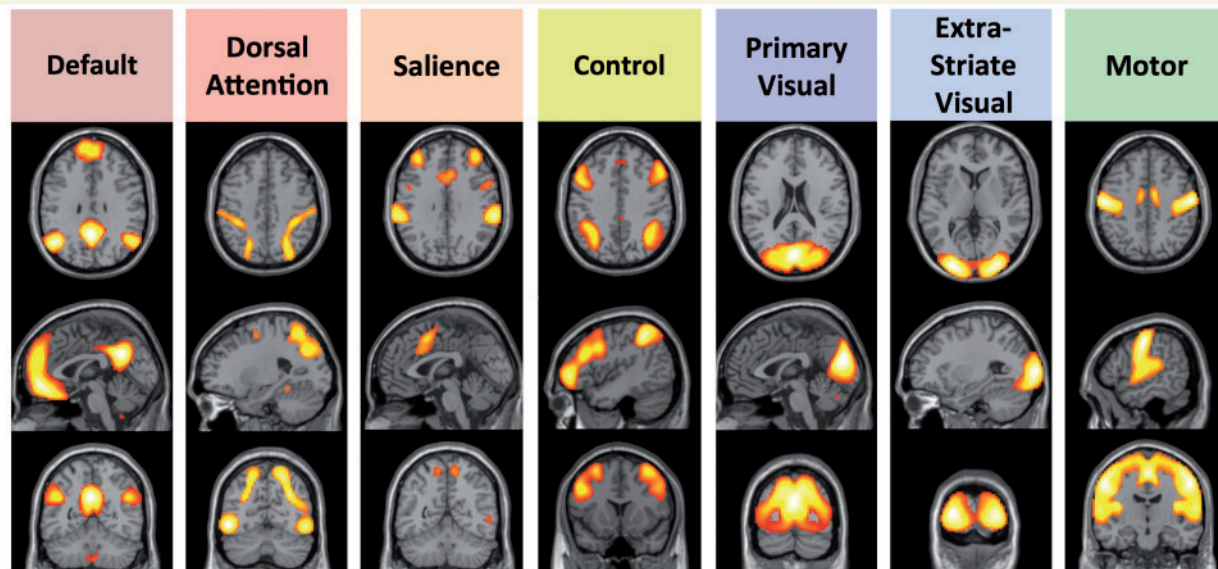 Default
Dorsal
Attention
Salience
Control
Primary
Visual
Extra-
Striate
Visual
Motor